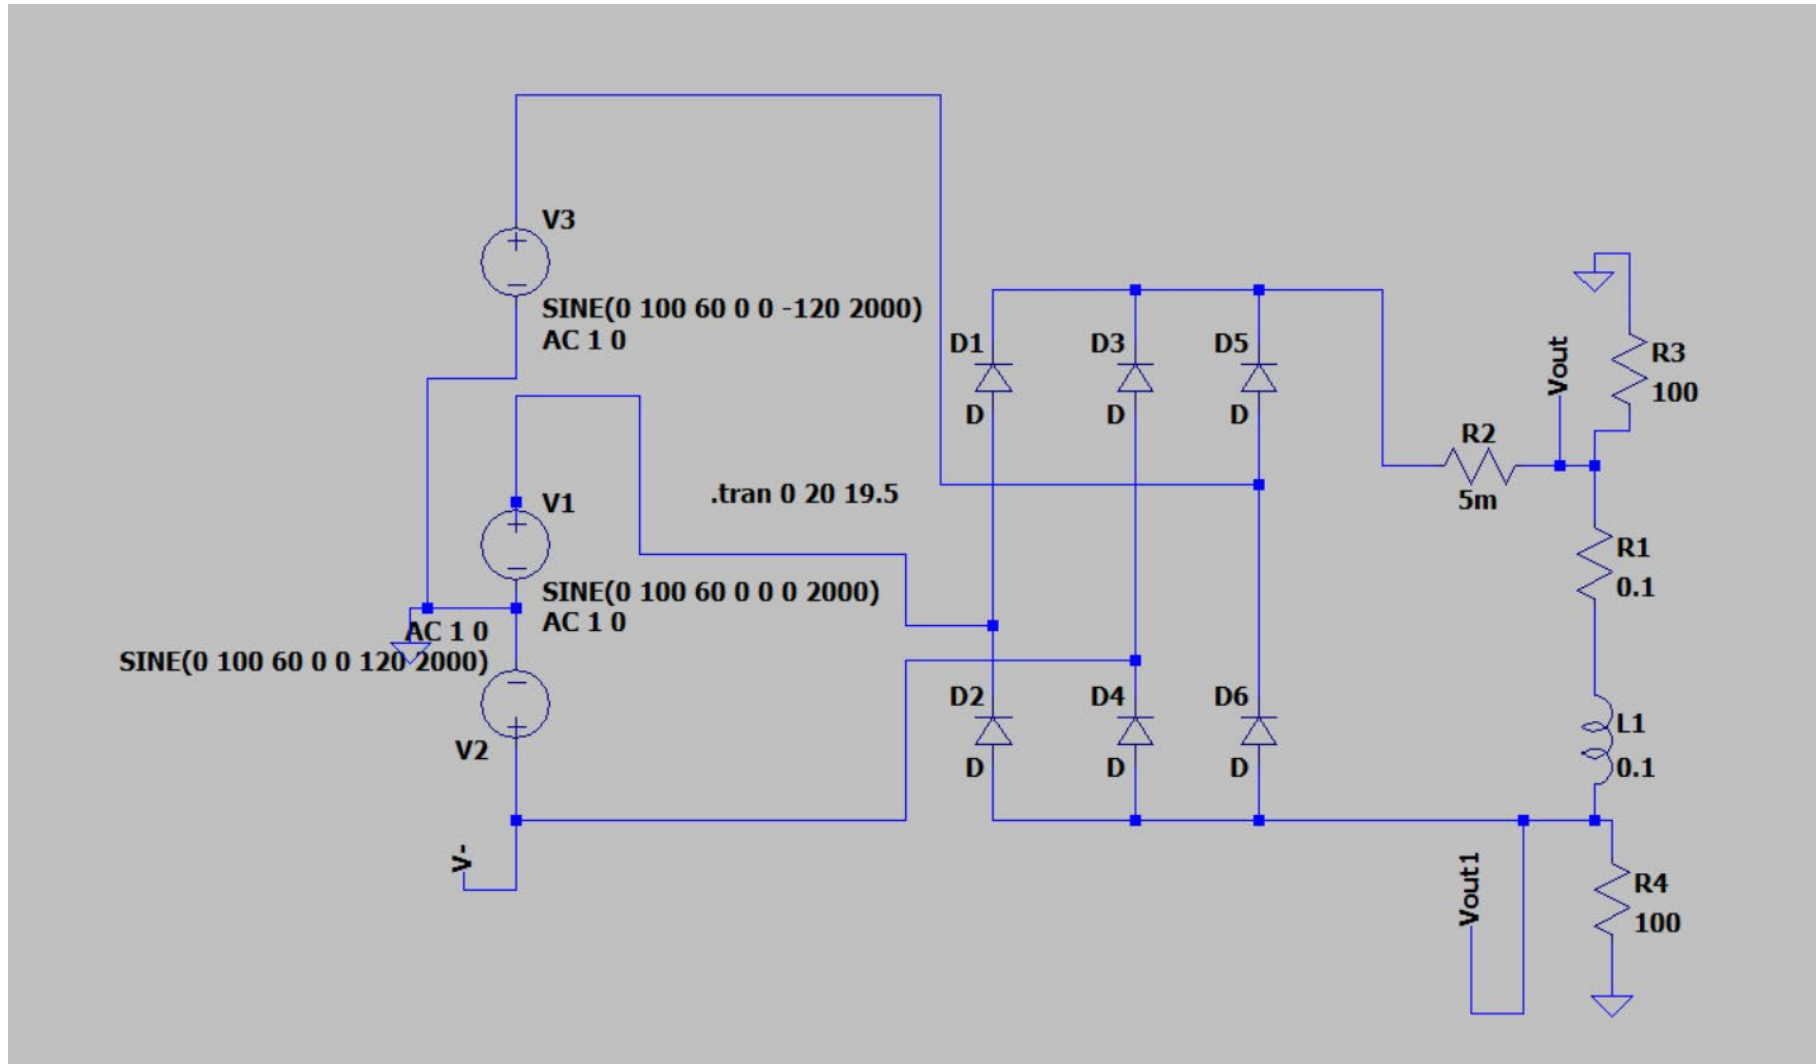 V3
SINE(0 100 60 0 0 -120 2000)
AC 1 0
D1
D3
D5
D
D
D
Vout
R3
100
R2
5m
.tran 0 20 19.5
V1
SINE(0 100 60 0 0 0 2000)
AC 1 0
R1
0.1
AC 1 0
SINE(0 100 60 0 0 120 2000)
V2
D2
D4
D6
D
D
D
L1
0.1
V-
Vout1
R4
100